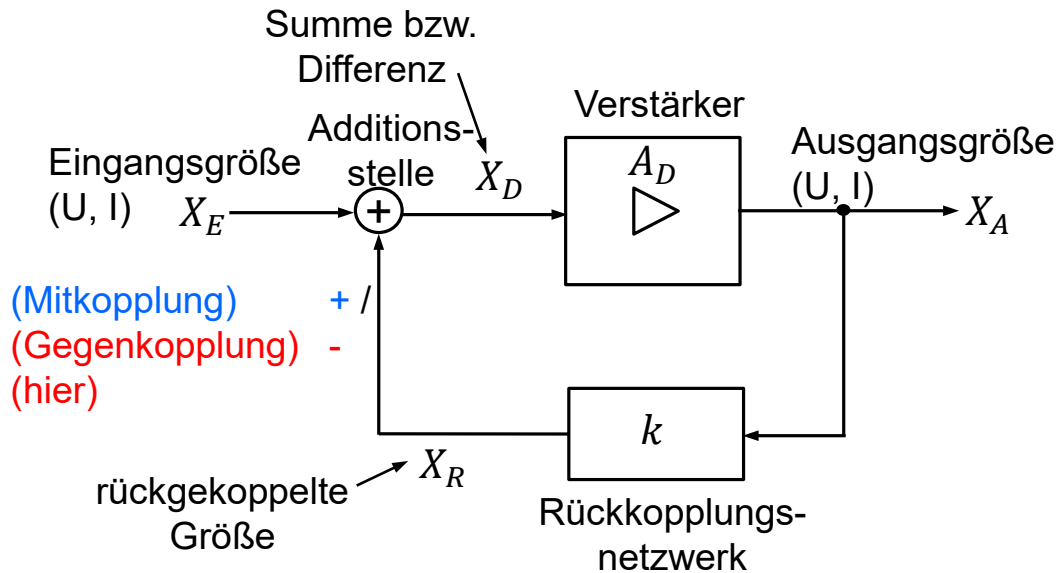 Summe bzw.
Differenz
Verstärker
Additions-
stelle
Eingangsgröße
(U, I)
Ausgangsgröße
(U, I)
X_E
+
X_D
A_D
X_A
(Mitkopplung) + /
(Gegenkopplung) -
(hier)
k
X_R
rückgekoppelte
Größe
Rückkopplungs-
netzwerk